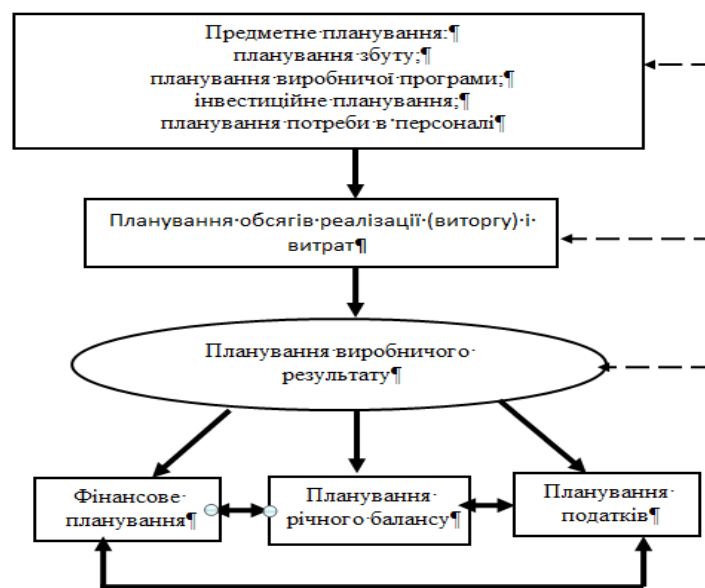 Предметне·планування:¶
планування·збуту;¶
планування·виробничої·програми;¶
інвестиційне·планування;¶
планування·потреби·в·персоналі¶
Планування·обсягів·реалізації·(виторгу)·і·
витрат¶
Планування·виробничого·
результату¶
Фінансове·
планування¶
Планування·
річного·балансу¶
Планування·
податків¶